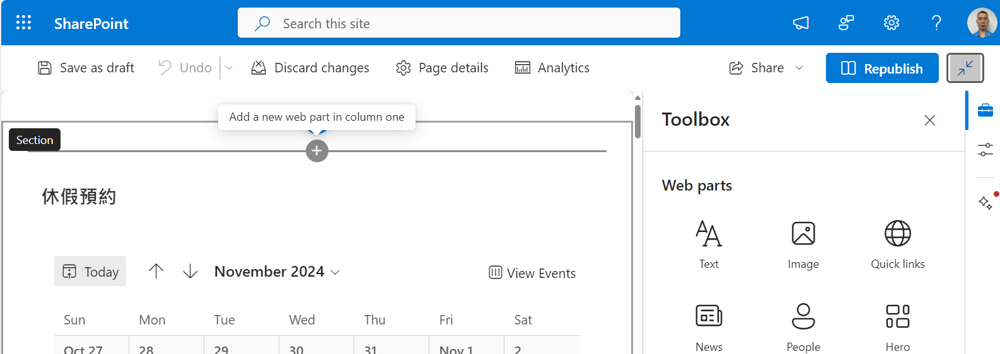 SharePoint
Search this site
Save as draft
Undo
Discard changes
Page details
Analytics
Share
Republish
Add a new web part in column one
Section
Toolbox
休假預約
Web parts
Text
Image
Quick links
Today
November 2024
View Events
Sun Mon Tue Wed Thu Fri Sat
Oct 27 28 29 30 31 Nov 1 2
News
People
Hero